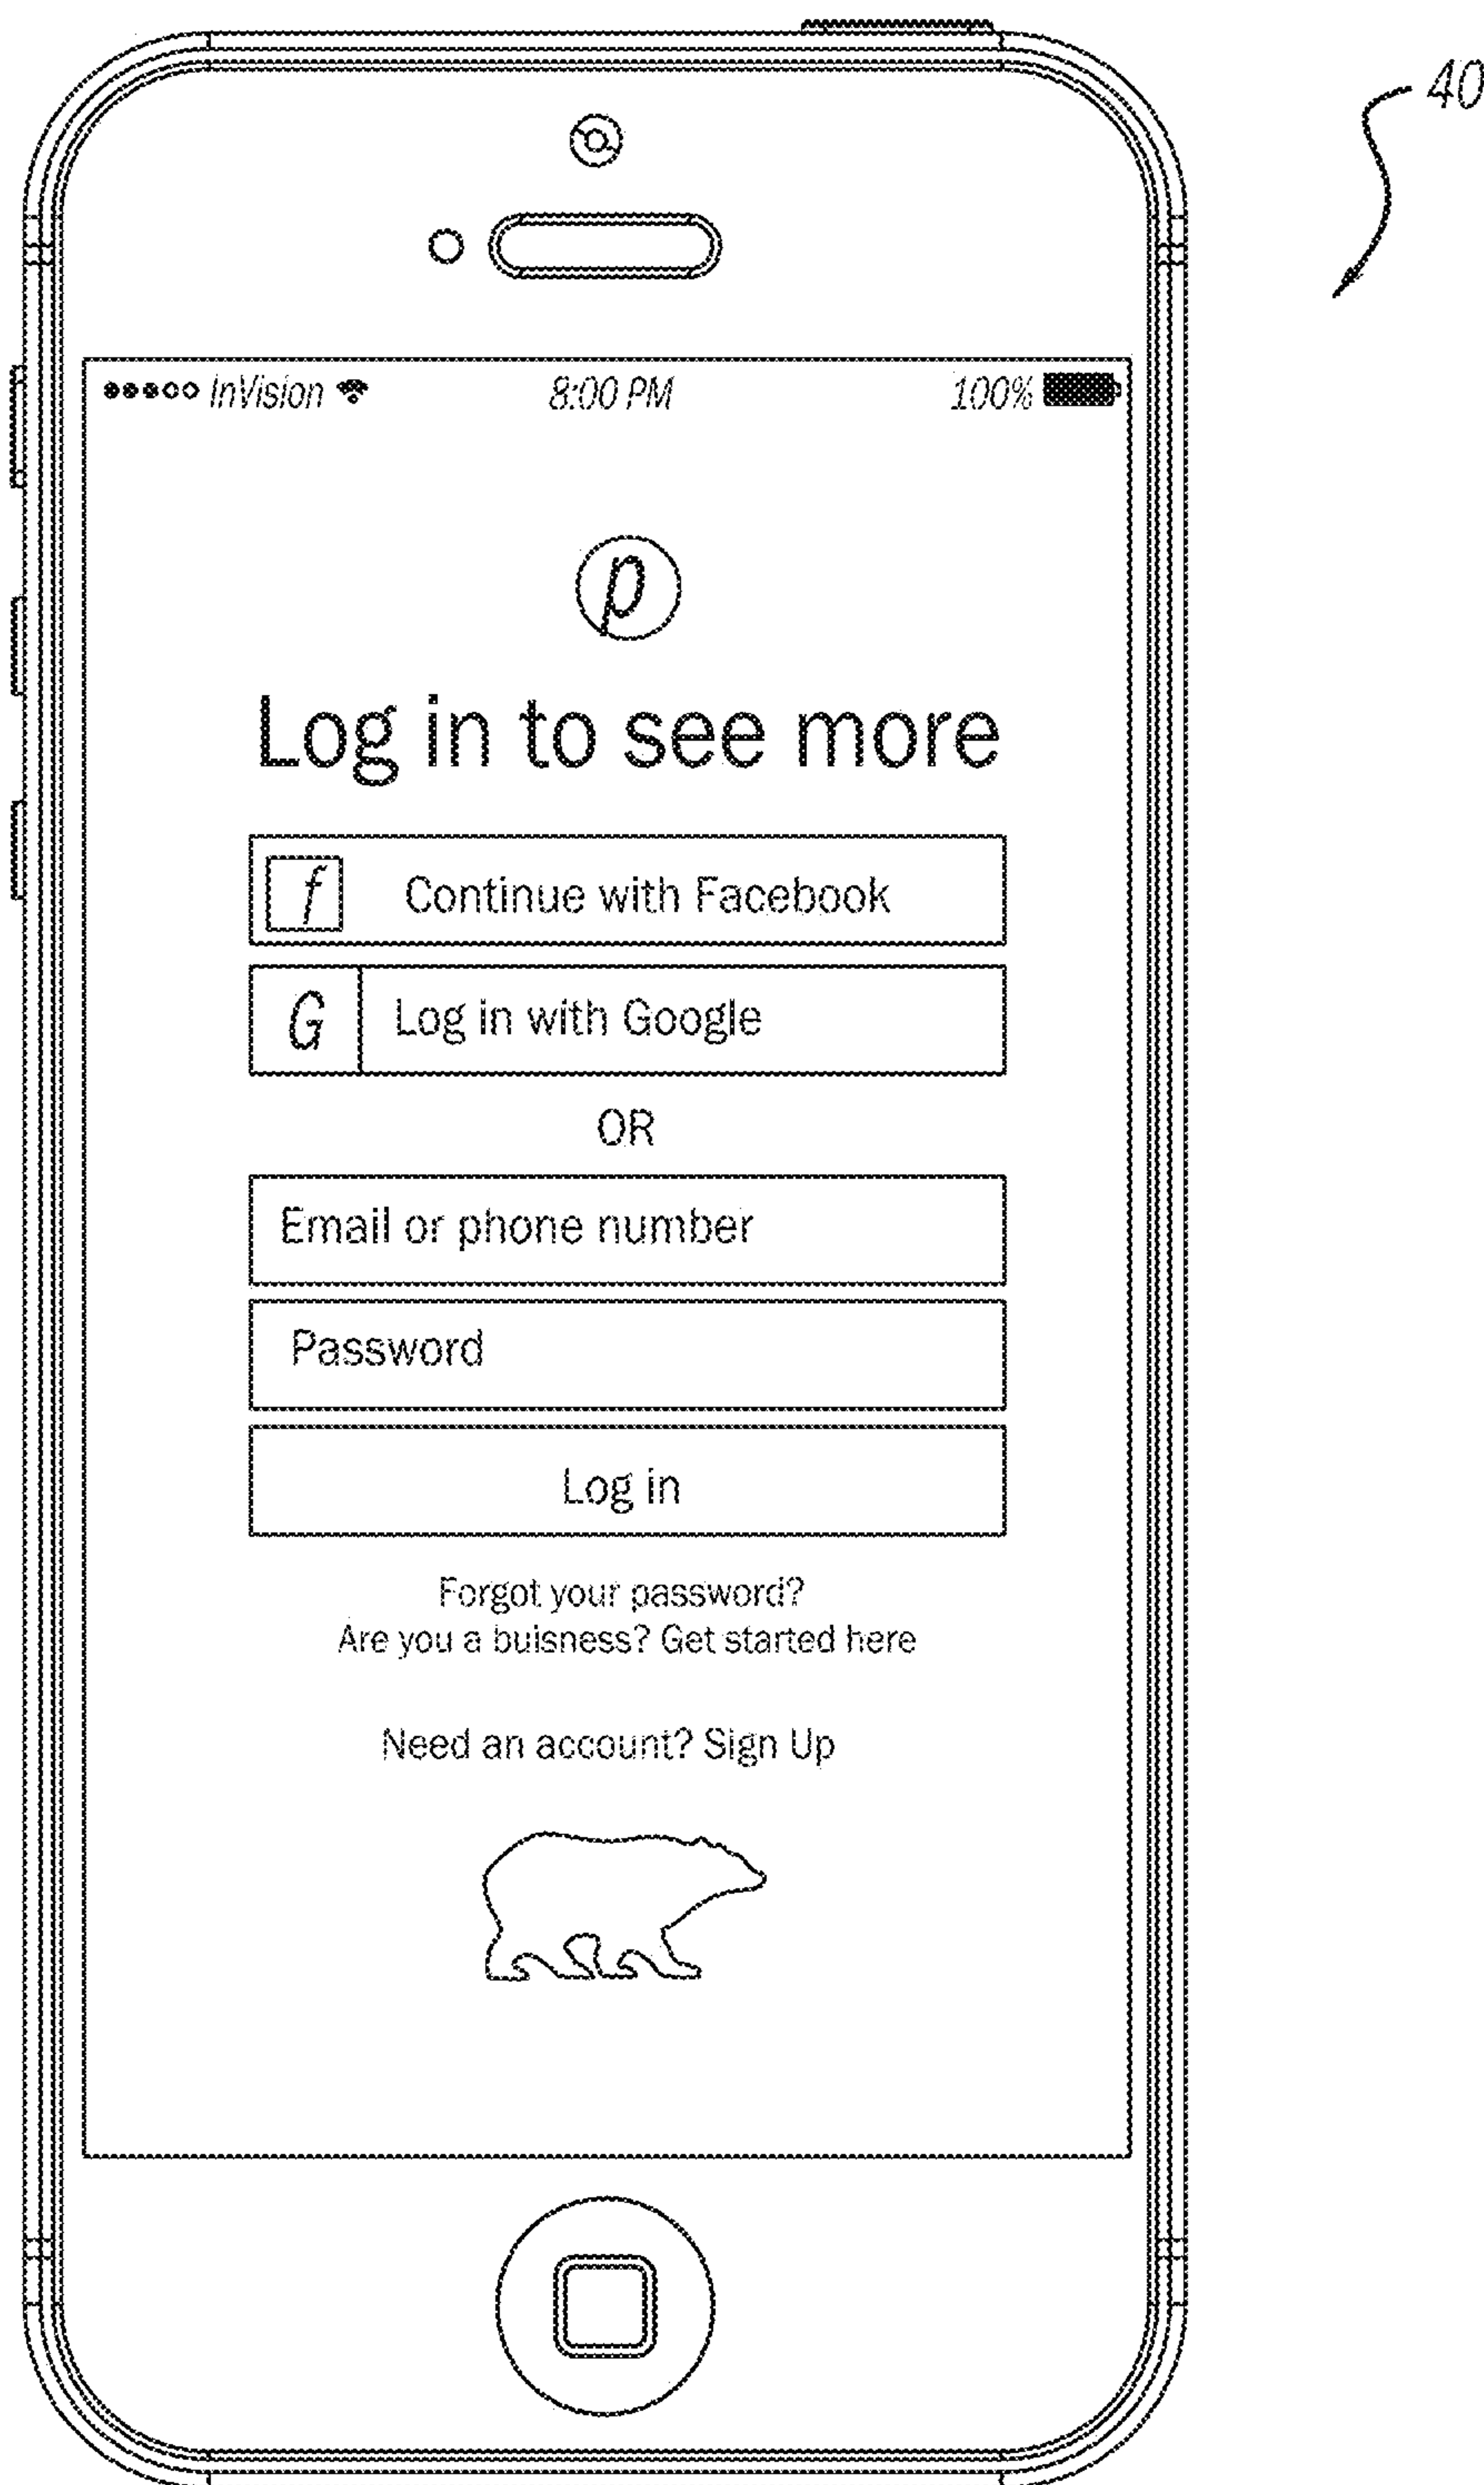 40
InVision 8:00 PM 100%
p
Log in to see more
f Continue with Facebook
G Log in with Google
OR
Email or phone number
Password
Log in
Forgot your password?
Are you a buisness? Get started here
Need an account? Sign Up